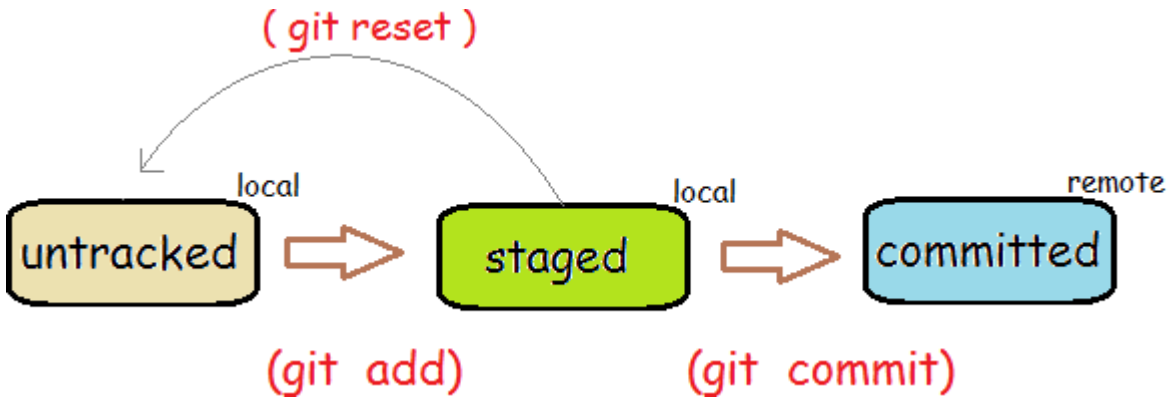 ( git reset )
local
local
remote
untracked
staged
committed
(git add)
(git commit)